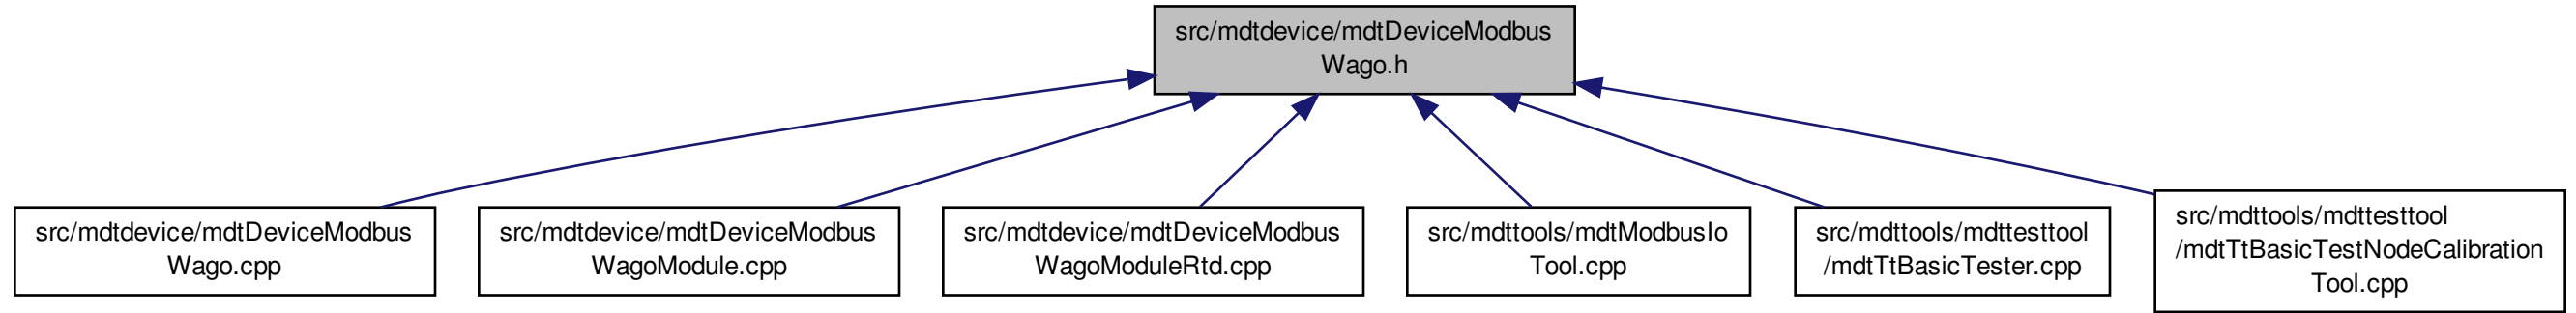 src/mdtdevice/mdtDeviceModbus
Wago.h
src/mdtdevice/mdtDeviceModbus
Wago.cpp
src/mdtdevice/mdtDeviceModbus
WagoModule.cpp
src/mdtdevice/mdtDeviceModbus
WagoModuleRtd.cpp
src/mdttools/mdtModbusIo
Tool.cpp
src/mdttools/mdttesttool
/mdtTtBasicTester.cpp
src/mdttools/mdttesttool
/mdtTtBasicTestNodeCalibration
Tool.cpp